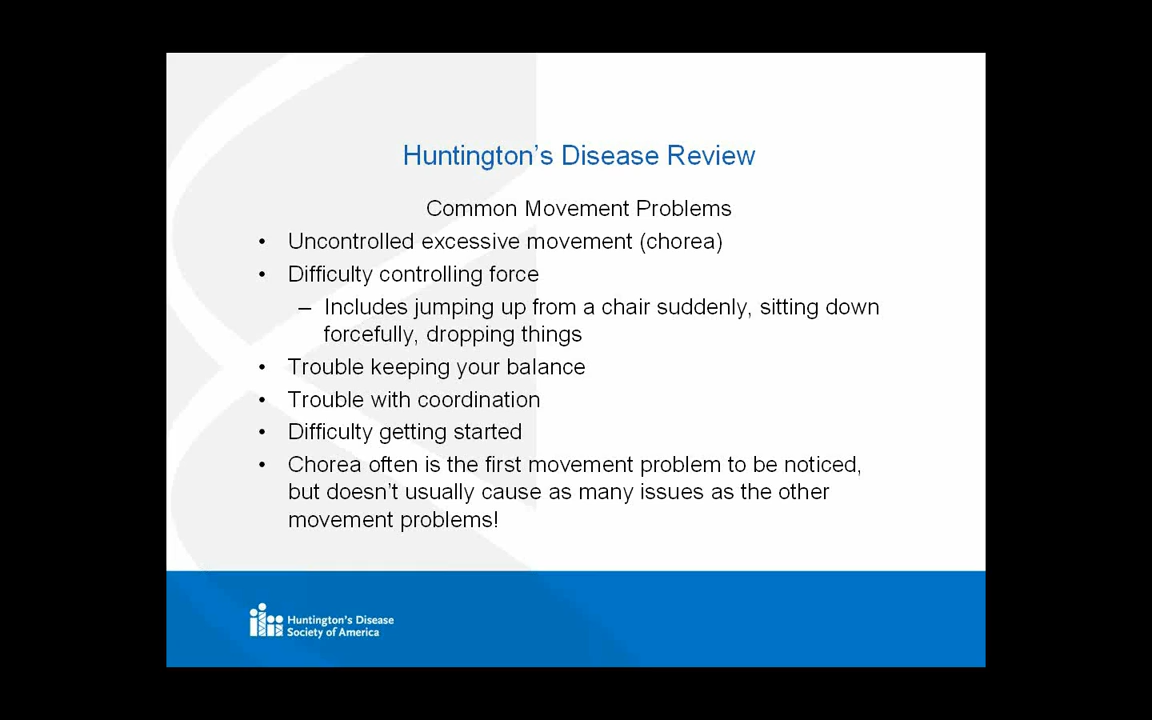 Huntington's Disease Review
Common Movement Problems
• Uncontrolled excessive movement (chorea)
• Difficulty controlling force
– Includes jumping up from a chair suddenly, sitting down
forcefully, dropping things
• Trouble keeping your balance
• Trouble with coordination
• Difficulty getting started
• Chorea often is the first movement problem to be noticed,
but doesn't usually cause as many issues as the other
movement problems!
Huntington's Disease
Society of America